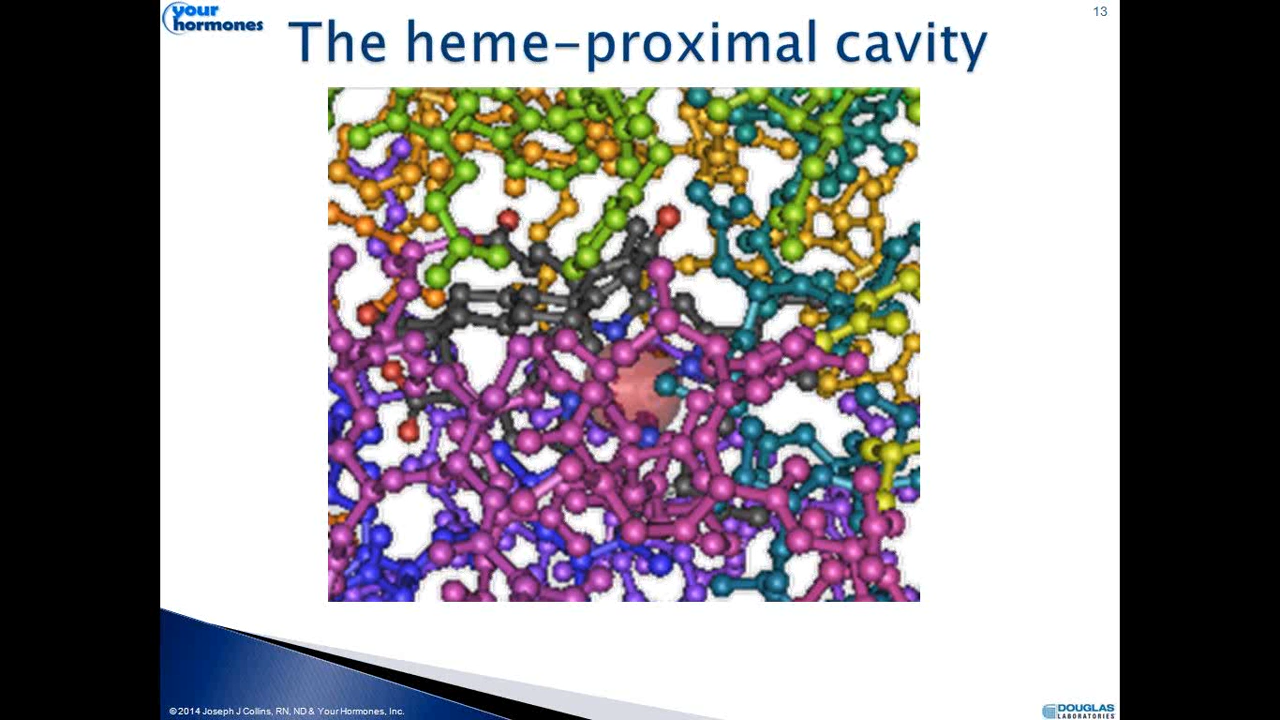 your
hormones
The heme-proximal cavity
13
© 2014 Joseph J Collins, RN, ND & Your Hormones, Inc.
DOUGLAS
LABORATORIES